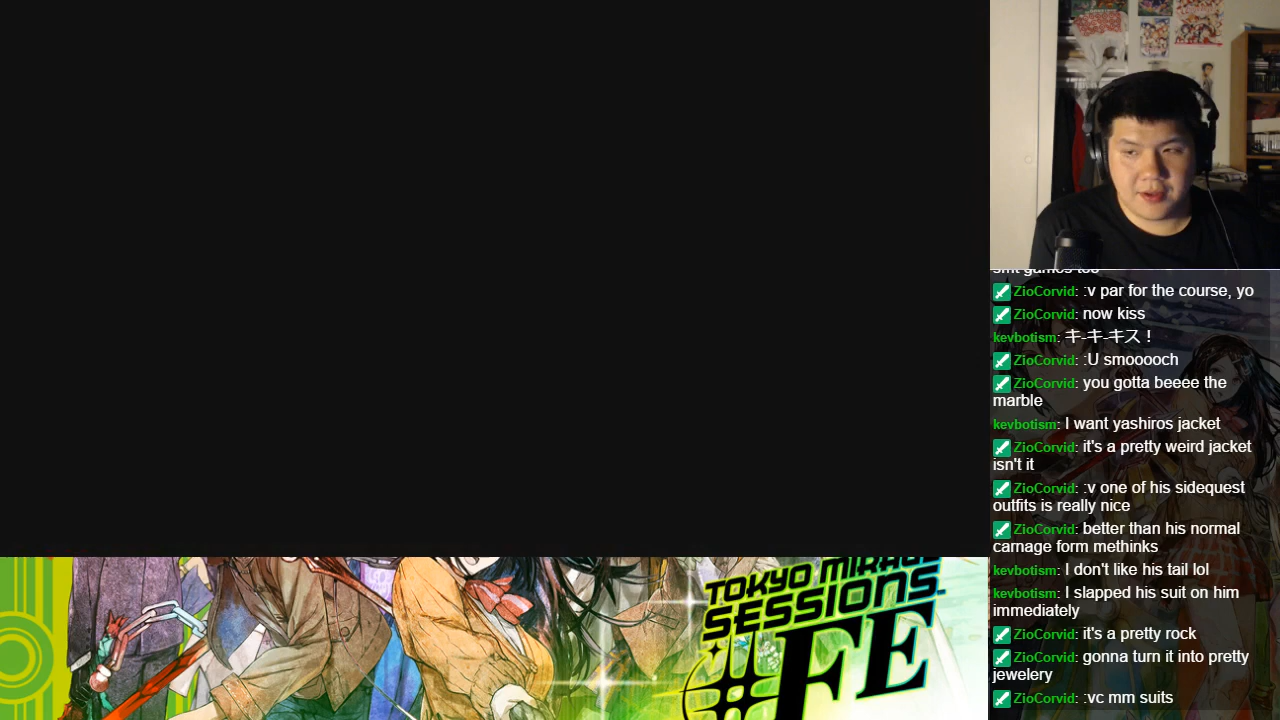 smt games too
ZioCorvid: :v par for the course, yo
ZioCorvid: now kiss
kevbotism: キ-キ-キス！
ZioCorvid: :U smooooch
ZioCorvid: you gotta beeee the
marble
kevbotism: I want yashiros jacket
ZioCorvid: it's a pretty weird jacket
isn't it
ZioCorvid: :v one of his sidequest
outfits is really nice
ZioCorvid: better than his normal
carnage form methinks
kevbotism: I don't like his tail lol
kevbotism: I slapped his suit on him
immediately
ZioCorvid: it's a pretty rock
ZioCorvid: gonna turn it into pretty
jewelery
ZioCorvid: :vc mm suits
TOKYO MIRAGE
SESSIONS
#FE